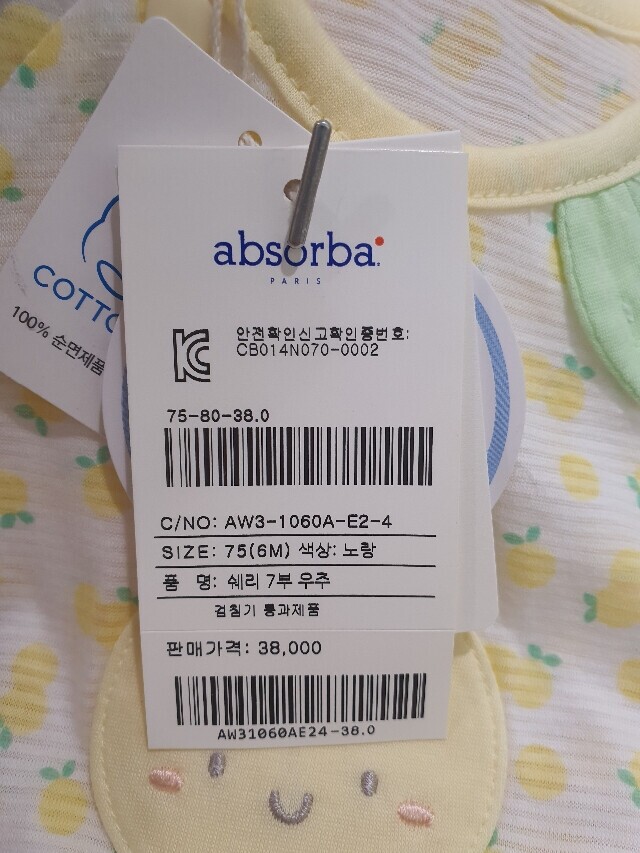 absorba
PARIS
안전확인신고확인증번호:
CB014N070-0002
75-80-38.0
C/NO: AW3-1060A-E2-4
SIZE: 75(6M) 색상: 노랑
품 명: 쉐리 7부 우주
검침기 통과제품
판매가격: 38,000
AW31060AE24-38.0
100% 순면제품